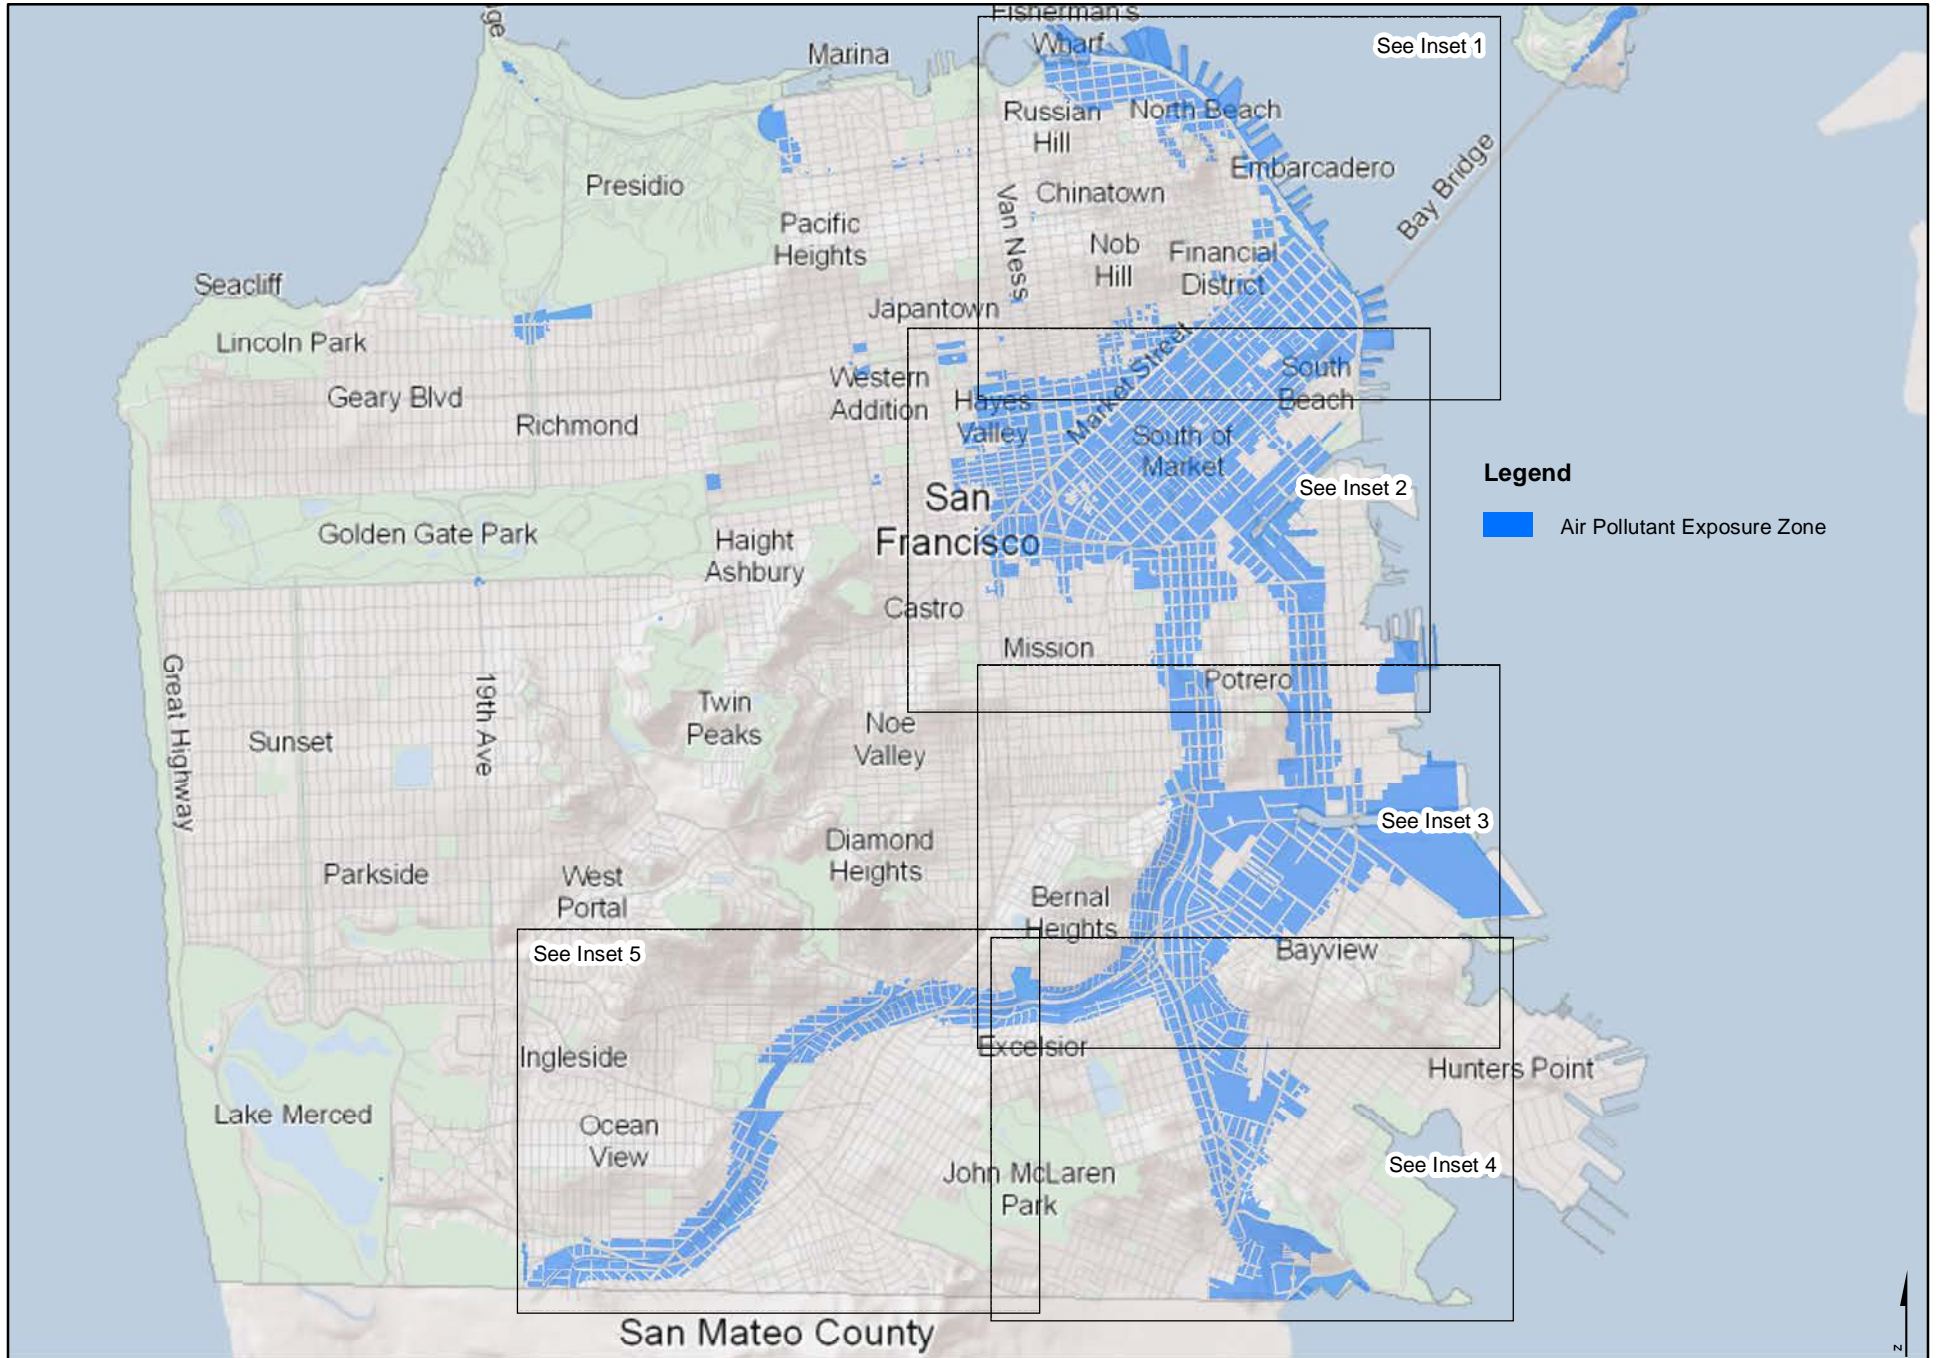 Fisherman's
Wharf
See Inset 1
Marina
Russian
Hill
North Beach
Embarcadero
Bay Bridge
Presidio
Chinatown
Van Ness
Pacific
Heights
Nob
Hill
Financial
District
Seacliff
Japantown
Lincoln Park
Market Street
South
Beach
Western
Addition
Geary Blvd
Hayes
Valley
Richmond
South of
Market
Legend
See Inset 2
San
Francisco
Air Pollutant Exposure Zone
Golden Gate Park
Haight
Ashbury
Castro
Mission
Great Highway
19th Ave
Potrero
Twin
Peaks
Noe
Valley
Sunset
See Inset 3
Diamond
Heights
Parkside
West
Portal
Bernal
Heights
See Inset 5
Bayview
Ingleside
Excelsior
Hunters Point
Lake Merced
Ocean
View
See Inset 4
John McLaren
Park
San Mateo County
z